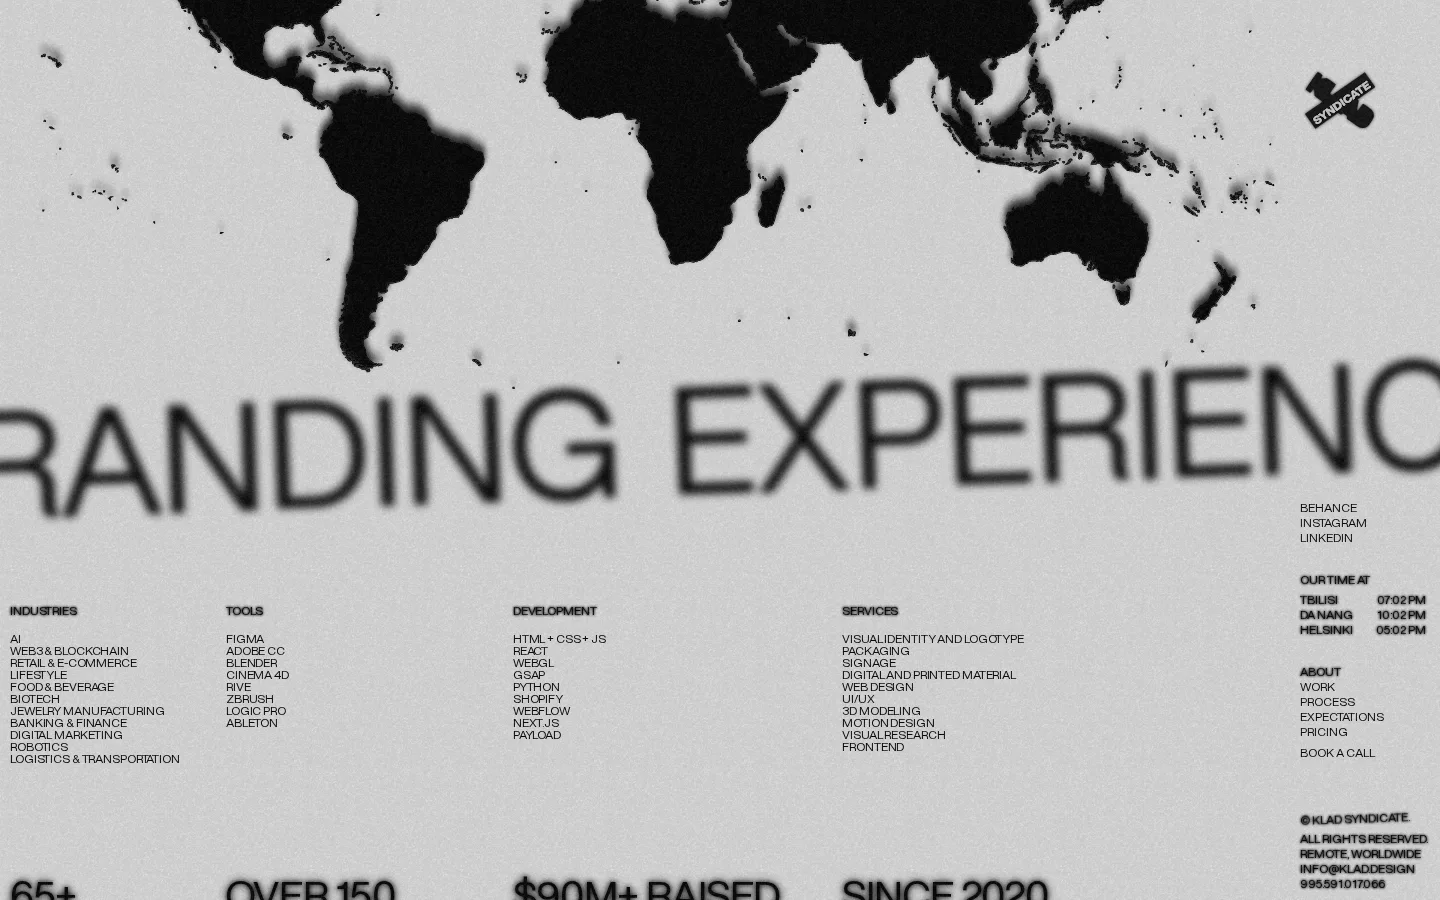 SYNDICATE
RANDING EXPERIENC
BEHANCE
INSTAGRAM
LINKEDIN
OUR TIME AT
TBILISI 07:02 PM
DA NANG 10:02 PM
HELSINKI 05:02 PM
INDUSTRIES
AI
WEB3 & BLOCKCHAIN
RETAIL & E-COMMERCE
LIFESTYLE
FOOD & BEVERAGE
BIOTECH
JEWELRY MANUFACTURING
BANKING & FINANCE
DIGITAL MARKETING
ROBOTICS
LOGISTICS & TRANSPORTATION
TOOLS
FIGMA
ADOBE CC
BLENDER
CINEMA 4D
RIVE
ZBRUSH
LOGIC PRO
ABLETON
DEVELOPMENT
HTML + CSS + JS
REACT
WEBGL
GSAP
PYTHON
SHOPIFY
WEBFLOW
NEXT.JS
PAYLOAD
SERVICES
VISUAL IDENTITY AND LOGOTYPE
PACKAGING
SIGNAGE
DIGITAL AND PRINTED MATERIAL
WEB DESIGN
UI/UX
3D MODELING
MOTION DESIGN
VISUAL RESEARCH
FRONTEND
ABOUT
WORK
PROCESS
EXPECTATIONS
PRICING
BOOK A CALL
© KLAD SYNDICATE.
ALL RIGHTS RESERVED.
REMOTE, WORLDWIDE
INFO@KLAD.DESIGN
995.591.017.066
65+
OVER 150
$90M+ RAISED
SINCE 2020